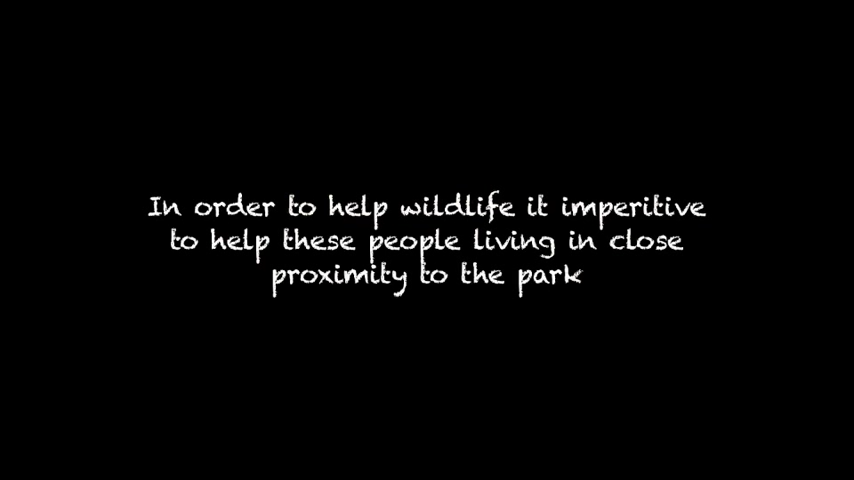 In order to help wildlife it imperitive
to help these people living in close
proximity to the park